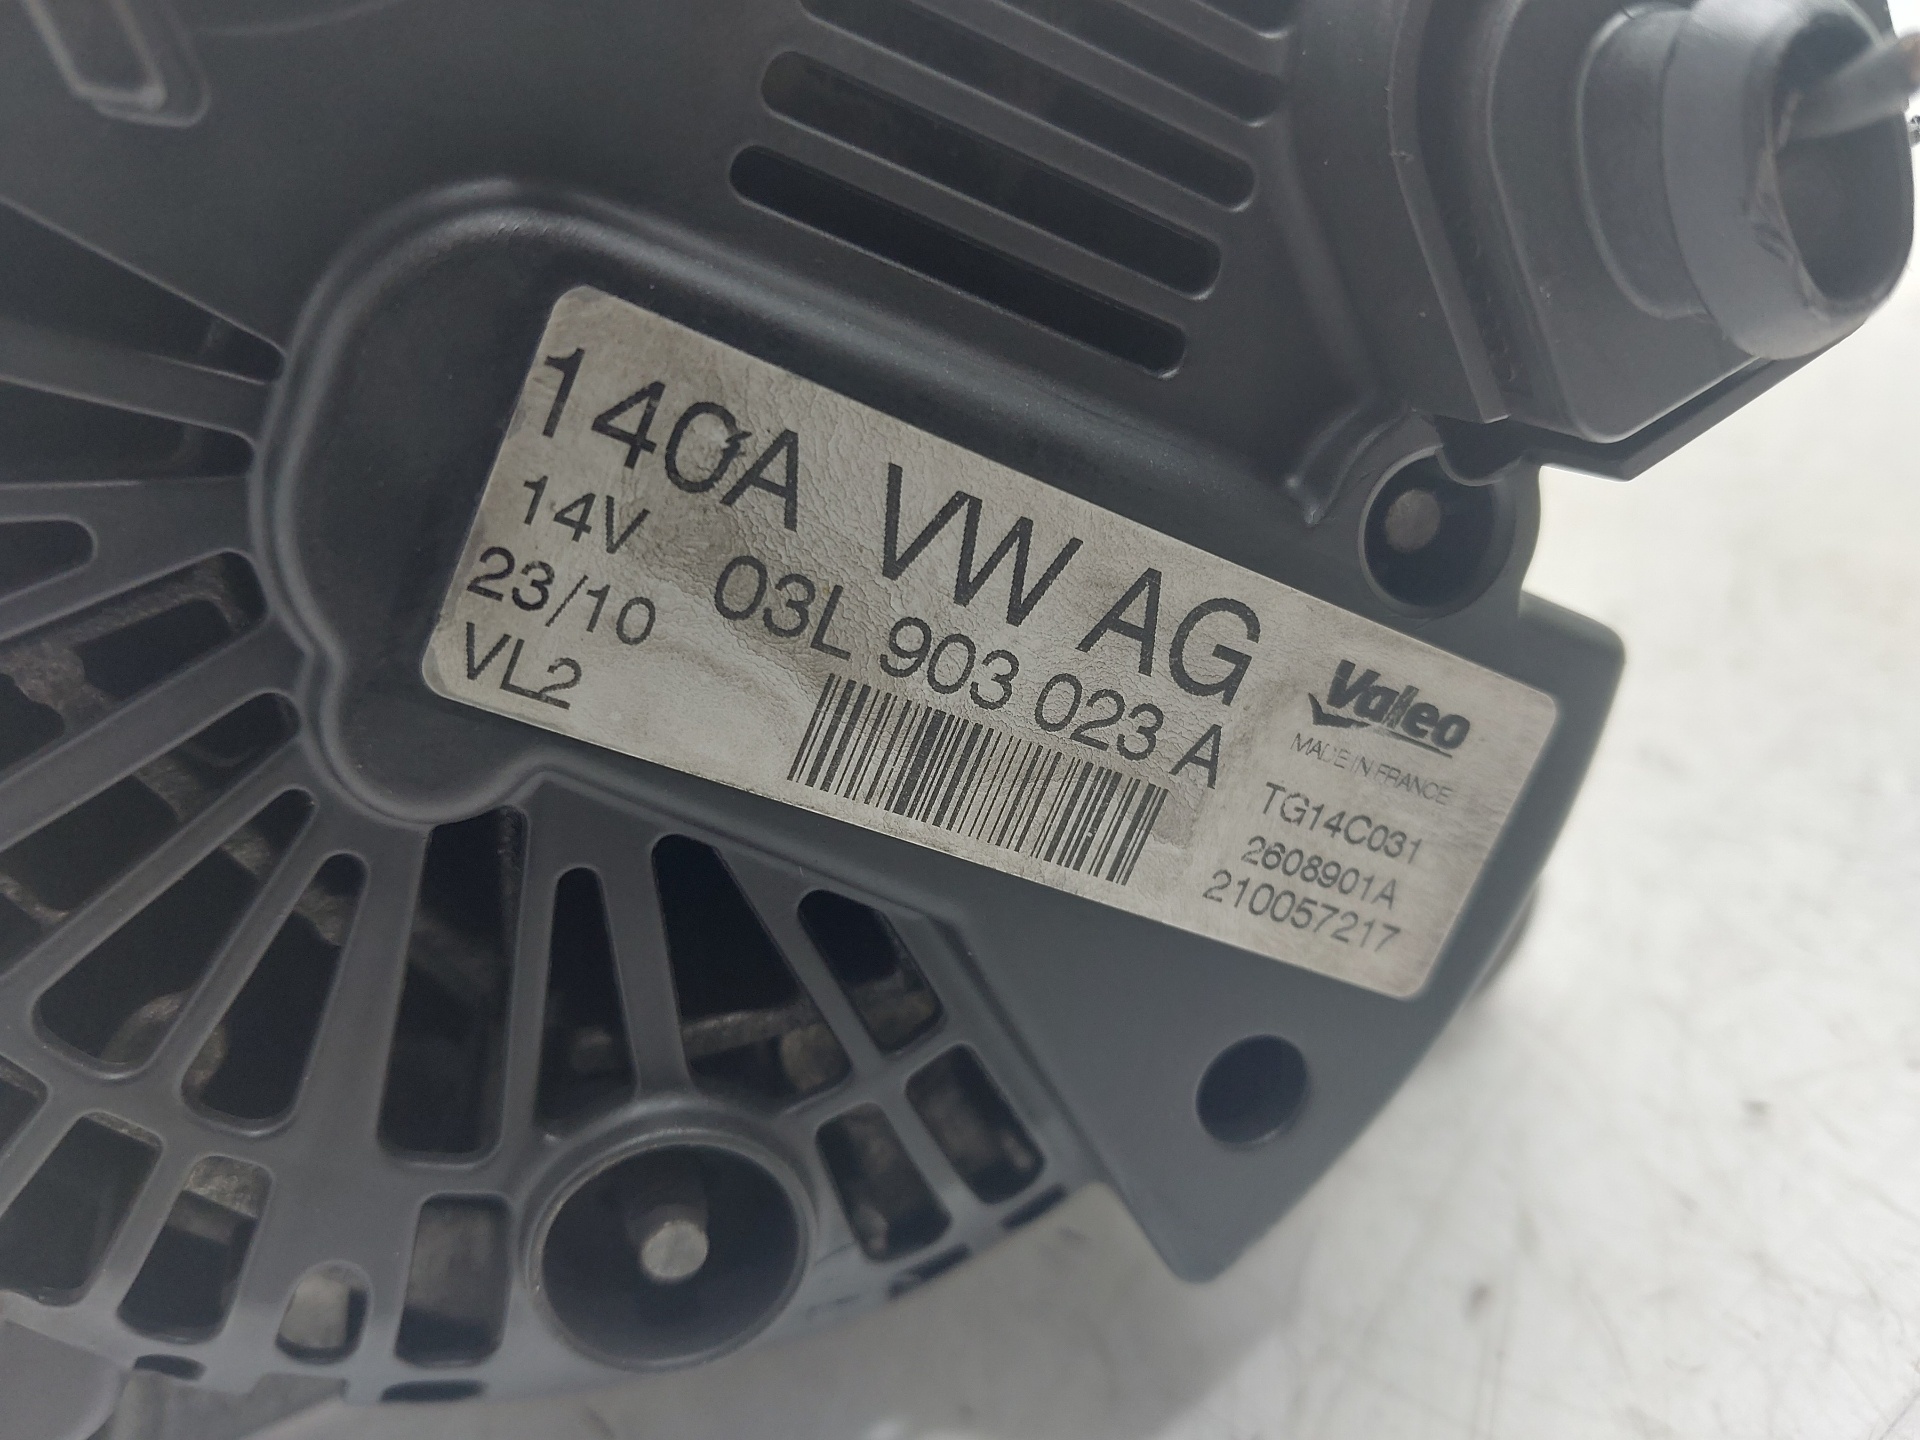 140A VW AG
14V 03L 903 023 A
23/10
VL2
Valeo
MADE IN FRANCE
TG14C031
2608901A
210057217